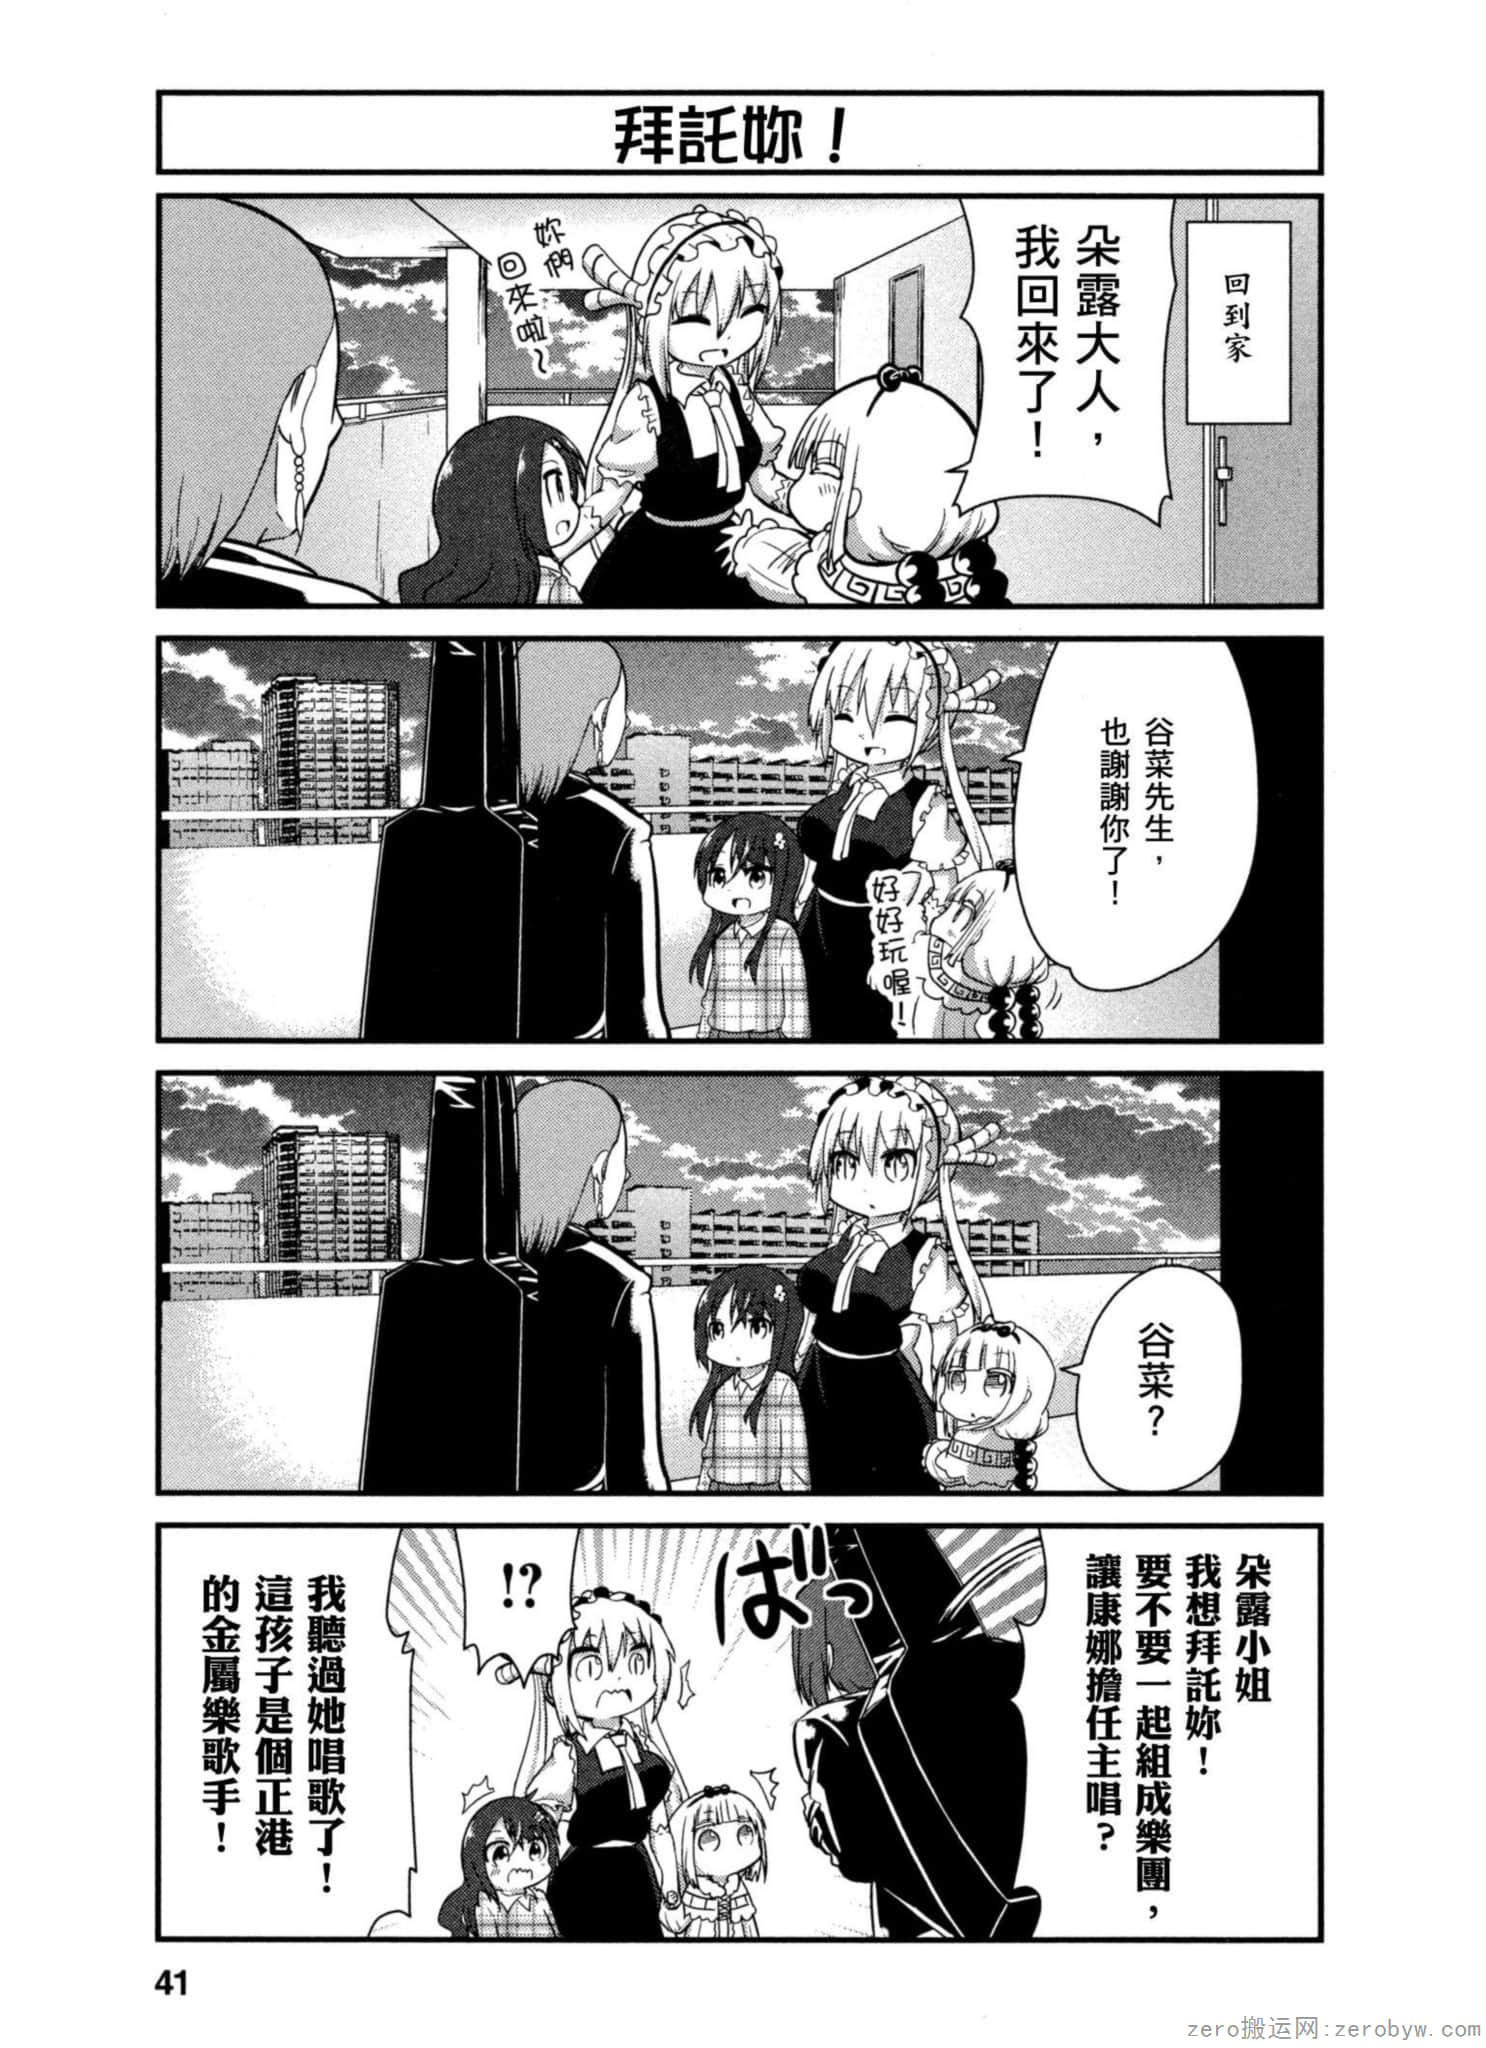 拜託妳！
回到家
朵露大人，
我回來了！
妳們
回來啦～
谷菜先生，
也謝謝你了！
好好玩喔！
谷菜？
朵露小姐
我想拜託妳！
要不要一起組成樂團，
讓康娜擔任主唱？
ばっ
!?
我聽過她唱歌了！
這孩子是個正港
的金屬樂歌手！
41
zero搬运网:zerobyw.com